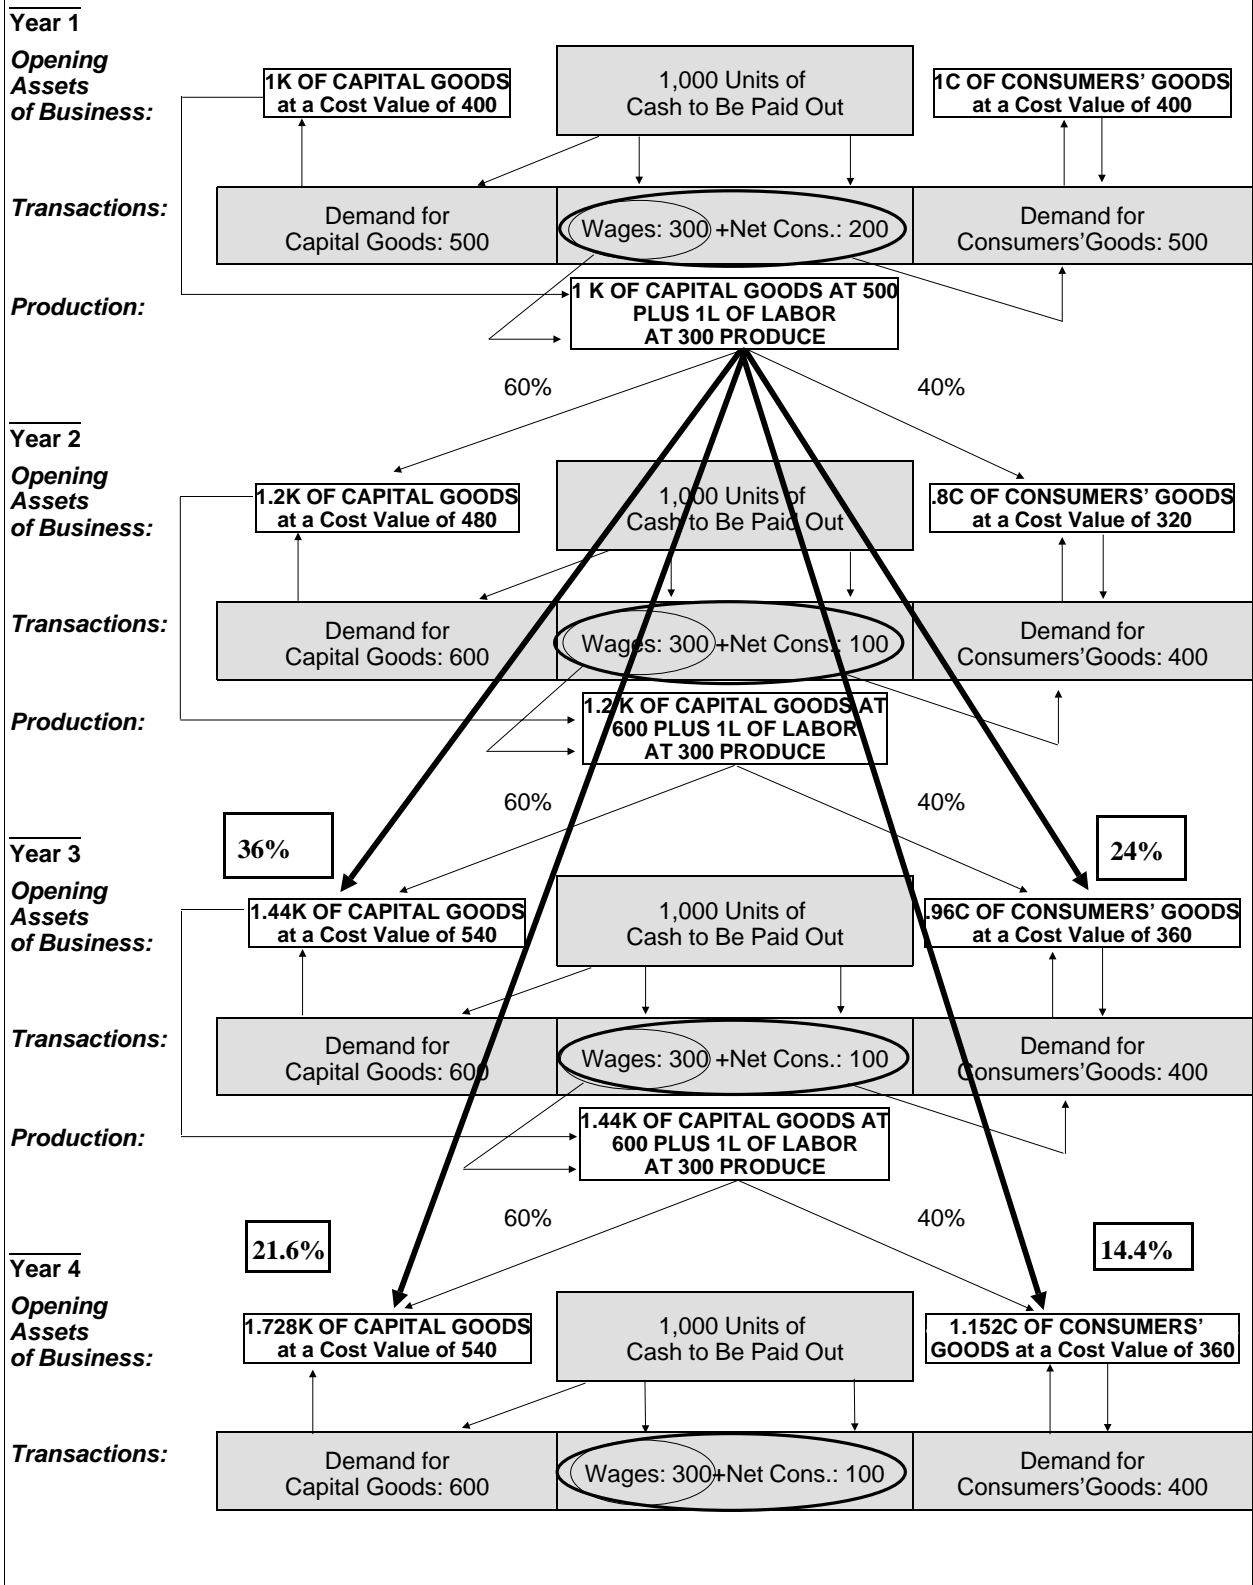 Year 1
Opening
Assets
of Business:
1K OF CAPITAL GOODS
at a Cost Value of 400
1,000 Units of
Cash to Be Paid Out
1C OF CONSUMERS' GOODS
at a Cost Value of 400
Transactions:
Demand for
Capital Goods: 500
Wages: 300 +Net Cons.: 200
Demand for
Consumers'Goods: 500
Production:
1 K OF CAPITAL GOODS AT 500
PLUS 1L OF LABOR
AT 300 PRODUCE
60%
40%
Year 2
Opening
Assets
of Business:
1.2K OF CAPITAL GOODS
at a Cost Value of 480
1,000 Units of
Cash to Be Paid Out
.8C OF CONSUMERS' GOODS
at a Cost Value of 320
Transactions:
Demand for
Capital Goods: 600
Wages: 300 +Net Cons.: 100
Demand for
Consumers'Goods: 400
Production:
1.2 K OF CAPITAL GOODS AT
600 PLUS 1L OF LABOR
AT 300 PRODUCE
60%
40%
36%
24%
Year 3
Opening
Assets
of Business:
1.44K OF CAPITAL GOODS
at a Cost Value of 540
1,000 Units of
Cash to Be Paid Out
.96C OF CONSUMERS' GOODS
at a Cost Value of 360
Transactions:
Demand for
Capital Goods: 600
Wages: 300 +Net Cons.: 100
Demand for
Consumers'Goods: 400
Production:
1.44K OF CAPITAL GOODS AT
600 PLUS 1L OF LABOR
AT 300 PRODUCE
60%
40%
21.6%
14.4%
Year 4
Opening
Assets
of Business:
1.728K OF CAPITAL GOODS
at a Cost Value of 540
1,000 Units of
Cash to Be Paid Out
1.152C OF CONSUMERS'
GOODS at a Cost Value of 360
Transactions:
Demand for
Capital Goods: 600
Wages: 300+Net Cons.: 100
Demand for
Consumers'Goods: 400